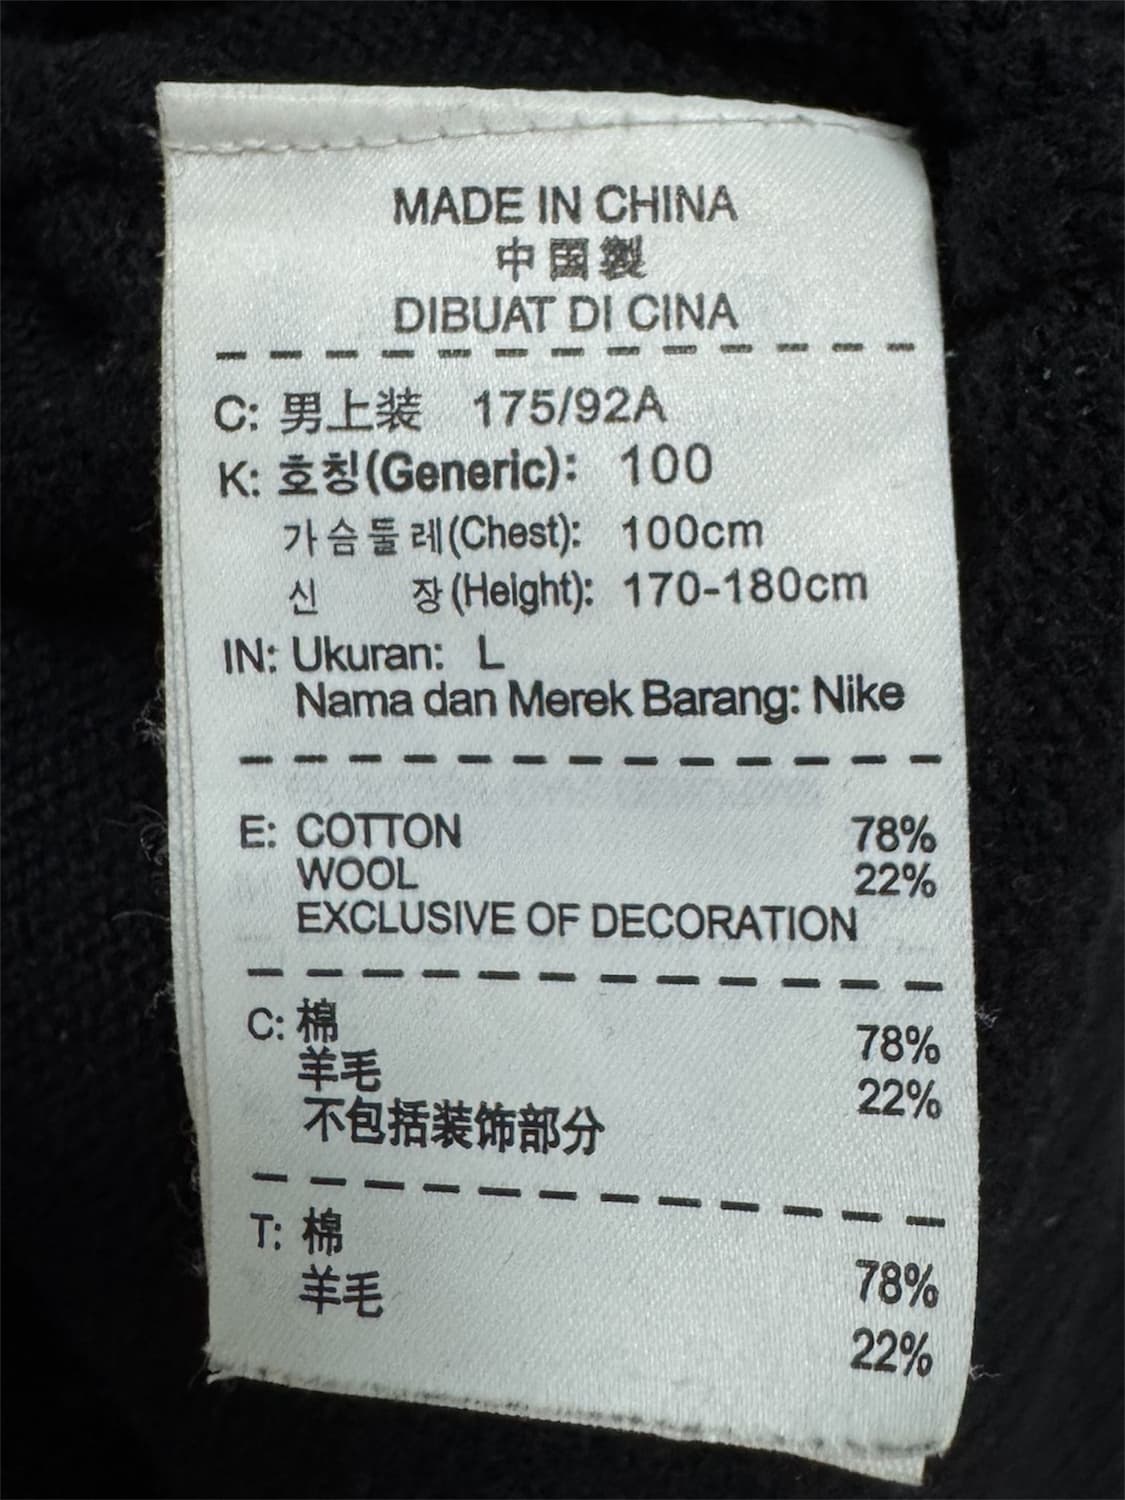 MADE IN CHINA
中国製
DIBUAT DI CINA
C: 男上装 175/92A
K: 호칭(Generic): 100
가슴둘레(Chest): 100cm
신 장(Height): 170-180cm
IN: Ukuran: L
Nama dan Merek Barang: Nike
E: COTTON 78%
WOOL 22%
EXCLUSIVE OF DECORATION
C: 棉 78%
羊毛 22%
不包括装饰部分
T: 棉 78%
羊毛 22%